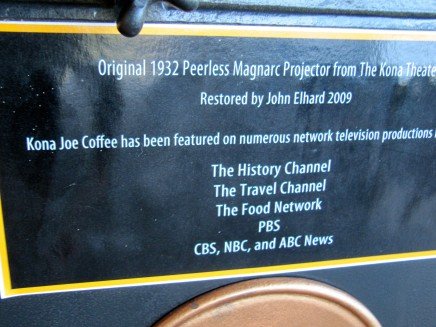 Original 1932 Peerless Magnarc Projector from The Kona Theate
Restored by John Elhard 2009
Kona Joe Coffee has been featured on numerous network television productions
The History Channel
The Travel Channel
The Food Network
PBS
CBS, NBC, and ABC News